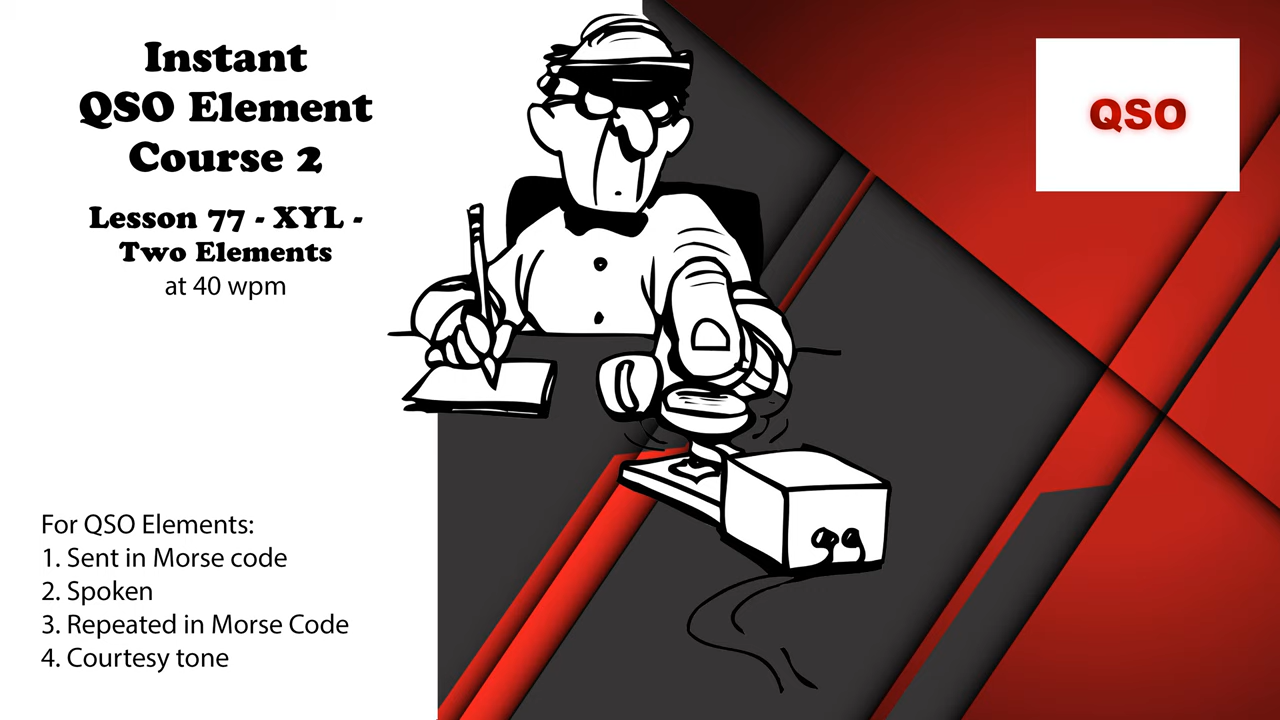 Instant
QSO Element
Course 2
Lesson 77 - XYL -
Two Elements
at 40 wpm
QSO
For QSO Elements:
1. Sent in Morse code
2. Spoken
3. Repeated in Morse Code
4. Courtesy tone